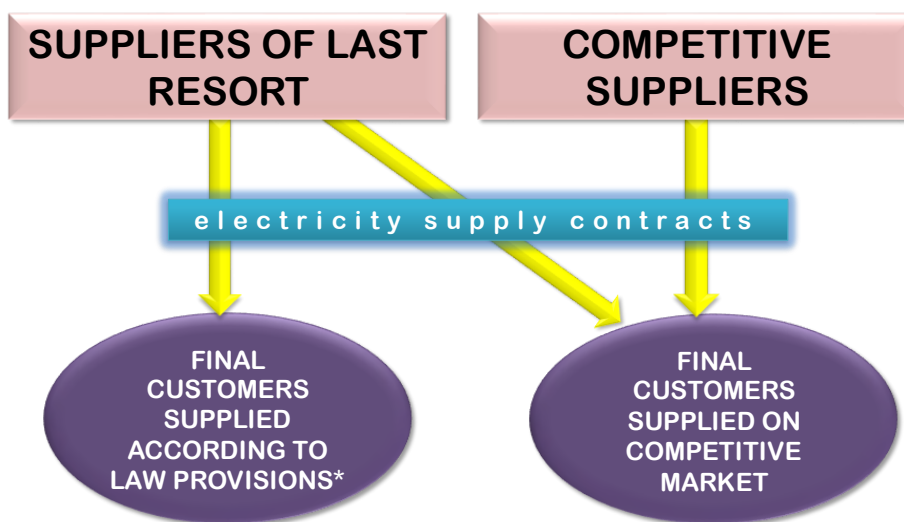 SUPPLIERS OF LAST
RESORT
COMPETITIVE
SUPPLIERS
electricity supply contracts
FINAL
CUSTOMERS
SUPPLIED
ACCORDING TO
LAW PROVISIONS*
FINAL
CUSTOMERS
SUPPLIED ON
COMPETITIVE
MARKET